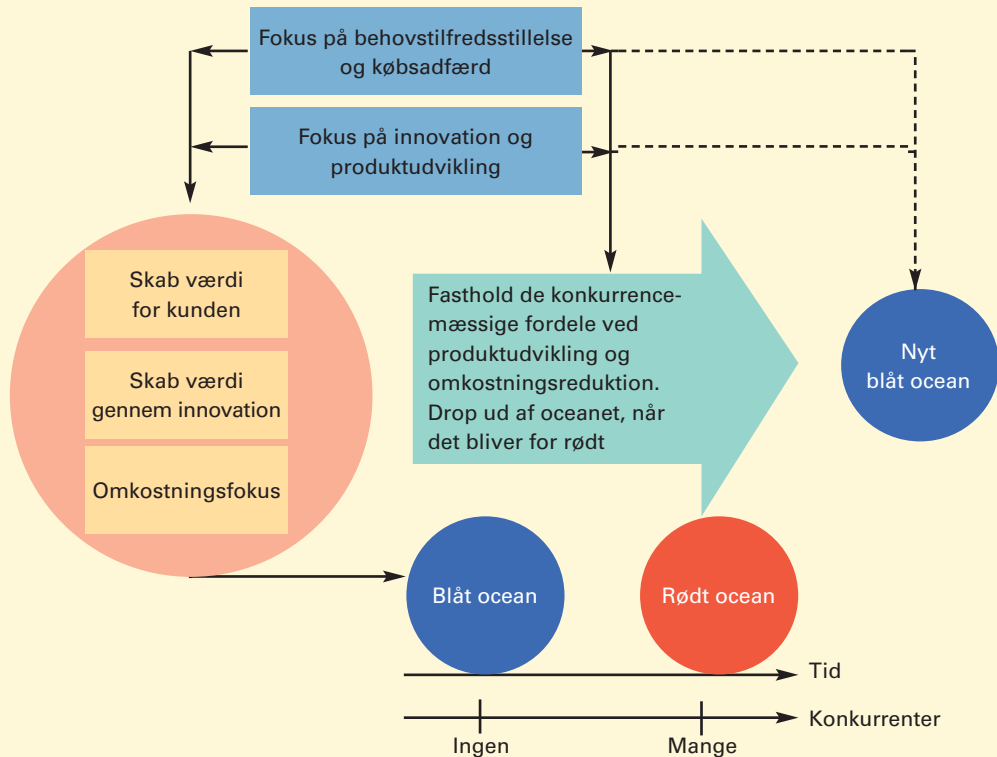 Fokus på behovstilfredsstillelse
og købsadfærd
Fokus på innovation og
produktudvikling
Skab værdi
for kunden
Skab værdi
gennem innovation
Omkostningsfokus
Fasthold de konkurrence-
mæssige fordele ved
produktudvikling og
omkostningsreduktion.
Drop ud af oceanet, når
det bliver for rødt
Nyt
blåt ocean
Blåt ocean
Rødt ocean
Tid
Konkurrenter
Ingen
Mange